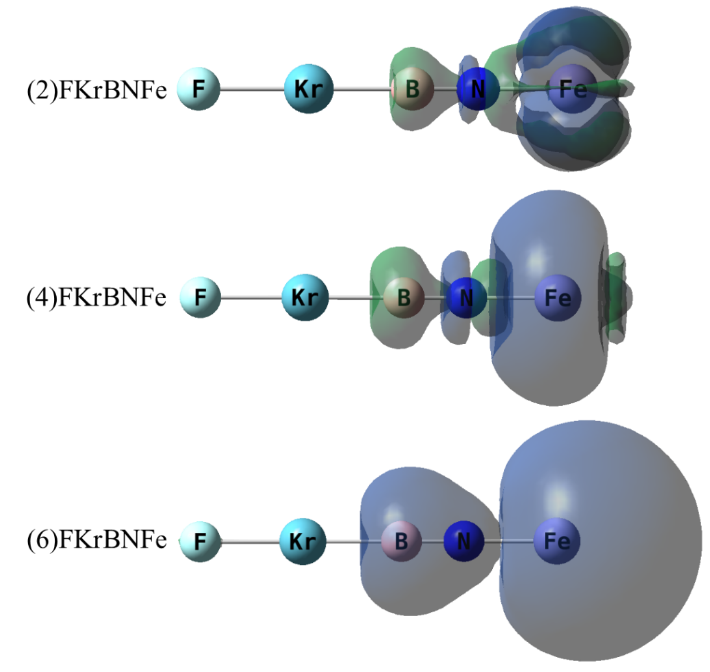 (2)FKrBNFe F Kr B N Fe
(4)FKrBNFe F Kr B N Fe
(6)FKrBNFe F Kr B N Fe